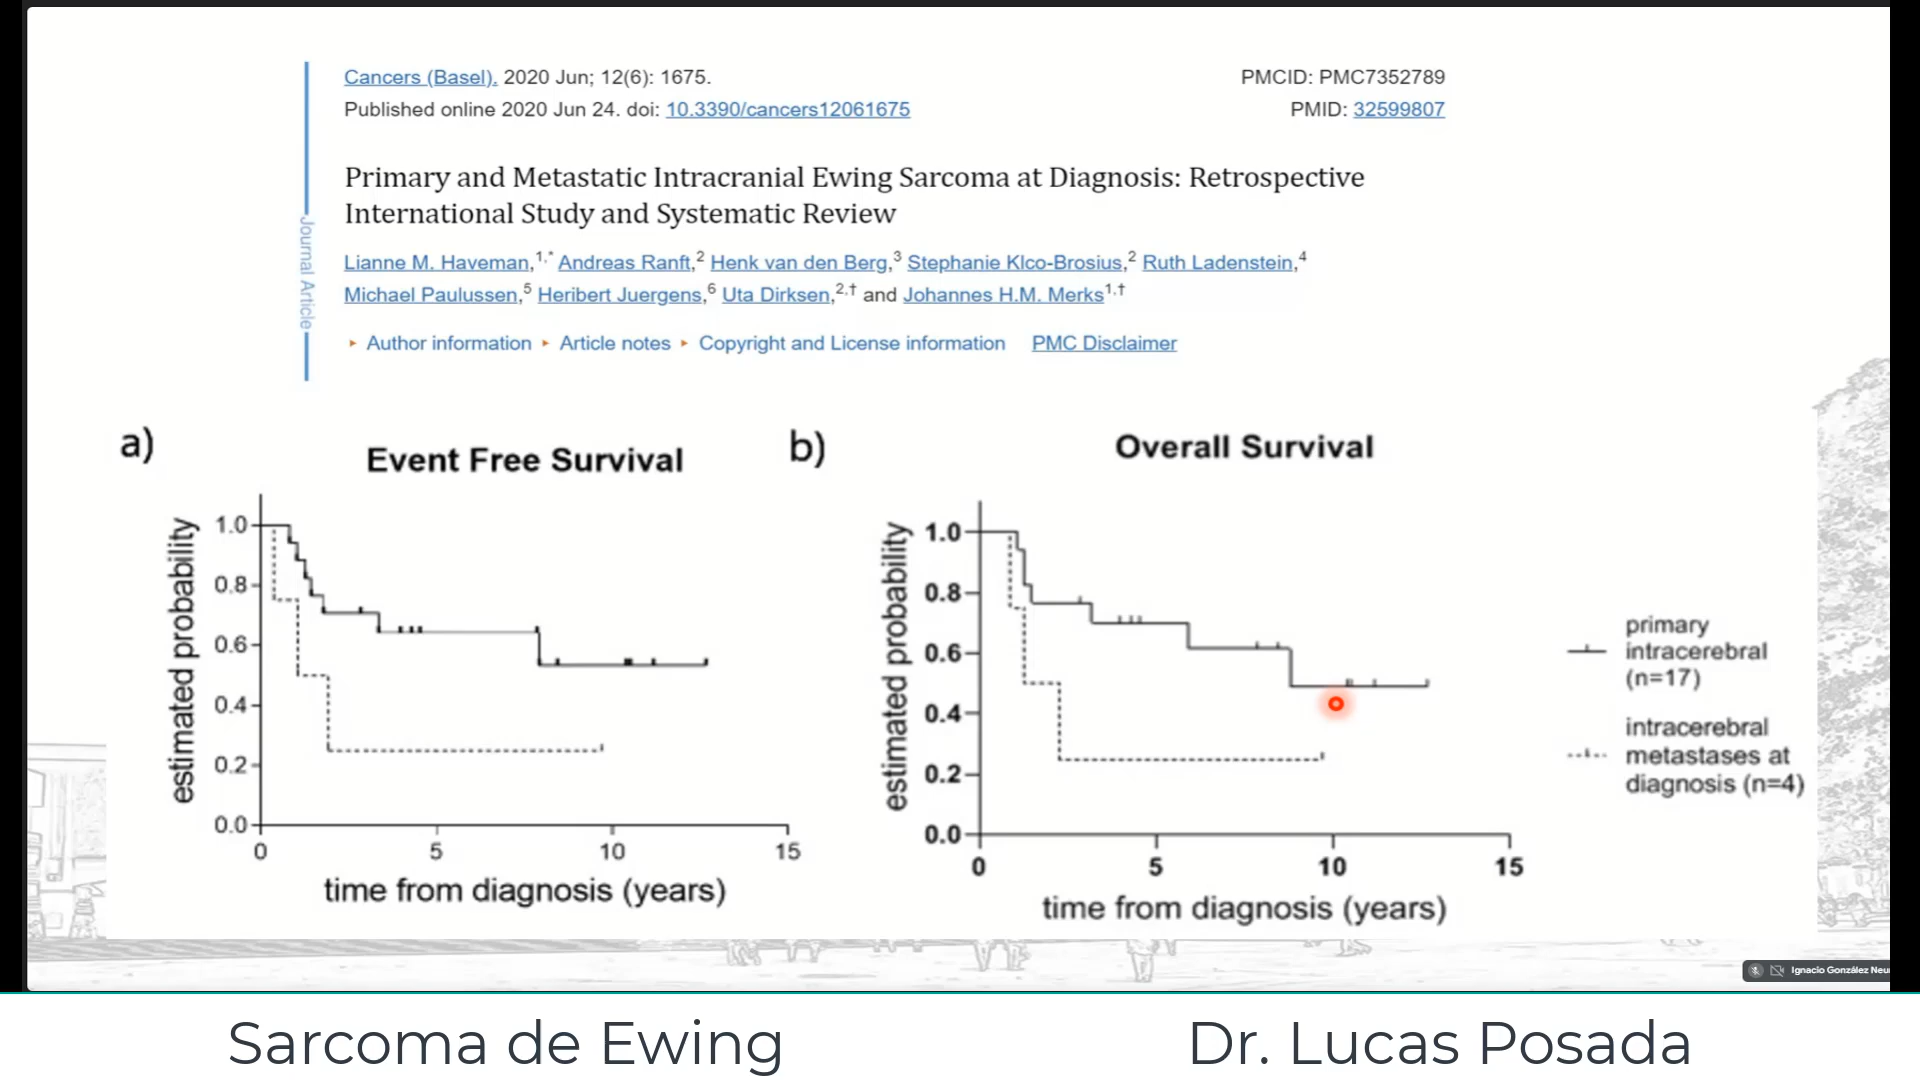 Cancers (Basel). 2020 Jun; 12(6): 1675.
PMCID: PMC7352789
Published online 2020 Jun 24. doi: 10.3390/cancers12061675
PMID: 32599807
Journal Article
Primary and Metastatic Intracranial Ewing Sarcoma at Diagnosis: Retrospective
International Study and Systematic Review
Lianne M. Haveman,1,* Andreas Ranft,2 Henk van den Berg,3 Stephanie Klco-Brosius,2 Ruth Ladenstein,4
Michael Paulussen,5 Heribert Juergens,6 Uta Dirksen,2,† and Johannes H.M. Merks1,†
▸ Author information ▸ Article notes ▸ Copyright and License information PMC Disclaimer
a)
Event Free Survival
estimated probability
1.0
0.8
0.6
0.4
0.2
0.0
0 5 10 15
time from diagnosis (years)
b)
Overall Survival
estimated probability
1.0
0.8
0.6
0.4
0.2
0.0
0 5 10 15
time from diagnosis (years)
primary
intracerebral
(n=17)
intracerebral
metastases at
diagnosis (n=4)
Ignacio González Neu
Sarcoma de Ewing
Dr. Lucas Posada